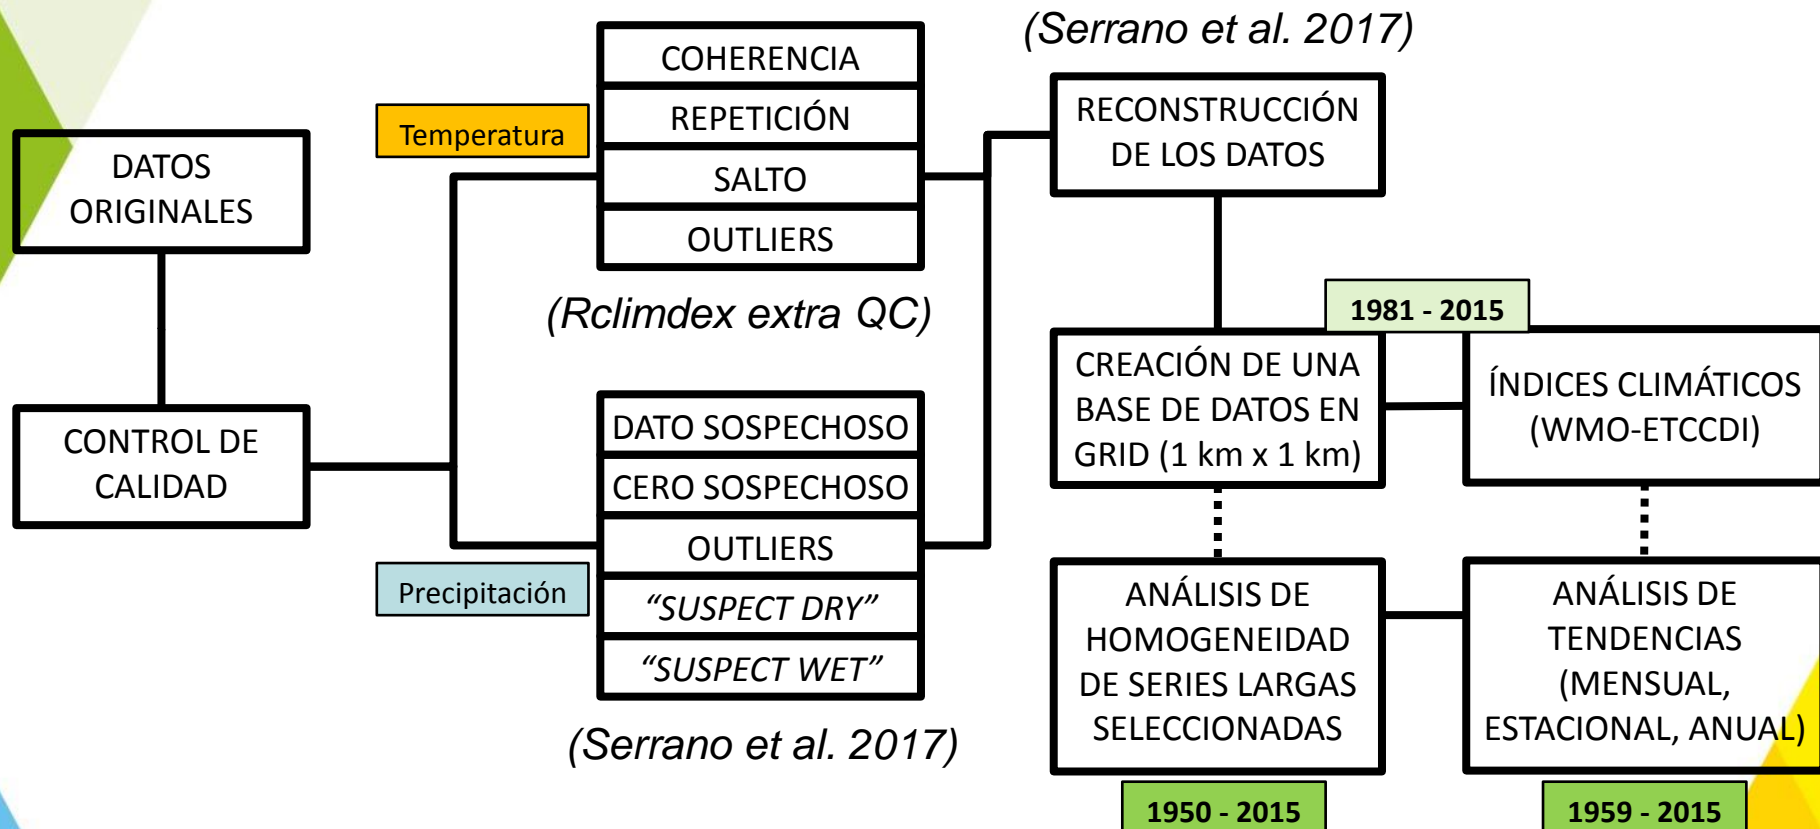 DATOS
ORIGINALES
CONTROL DE
CALIDAD
Temperatura
COHERENCIA
REPETICIÓN
SALTO
OUTLIERS
(Rclimdex extra QC)
Precipitación
DATO SOSPECHOSO
CERO SOSPECHOSO
OUTLIERS
“SUSPECT DRY”
“SUSPECT WET”
(Serrano et al. 2017)
(Serrano et al. 2017)
RECONSTRUCCIÓN
DE LOS DATOS
1981 - 2015
CREACIÓN DE UNA
BASE DE DATOS EN
GRID (1 km x 1 km)
ÍNDICES CLIMÁTICOS
(WMO-ETCCDI)
ANÁLISIS DE
HOMOGENEIDAD
DE SERIES LARGAS
SELECCIONADAS
1950 - 2015
ANÁLISIS DE
TENDENCIAS
(MENSUAL,
ESTACIONAL, ANUAL)
1959 - 2015